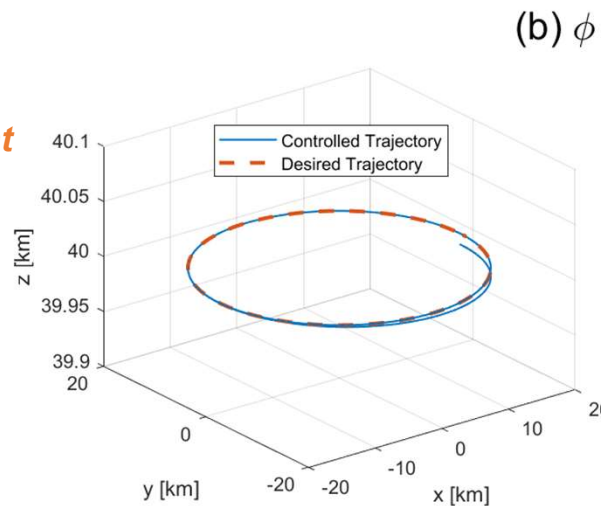 (b) ϕ
t
40.1
Controlled Trajectory
Desired Trajectory
40.05
40
z [km]
39.95
39.9
20
20
10
0
0
-10
-20
-20
y [km]
x [km]